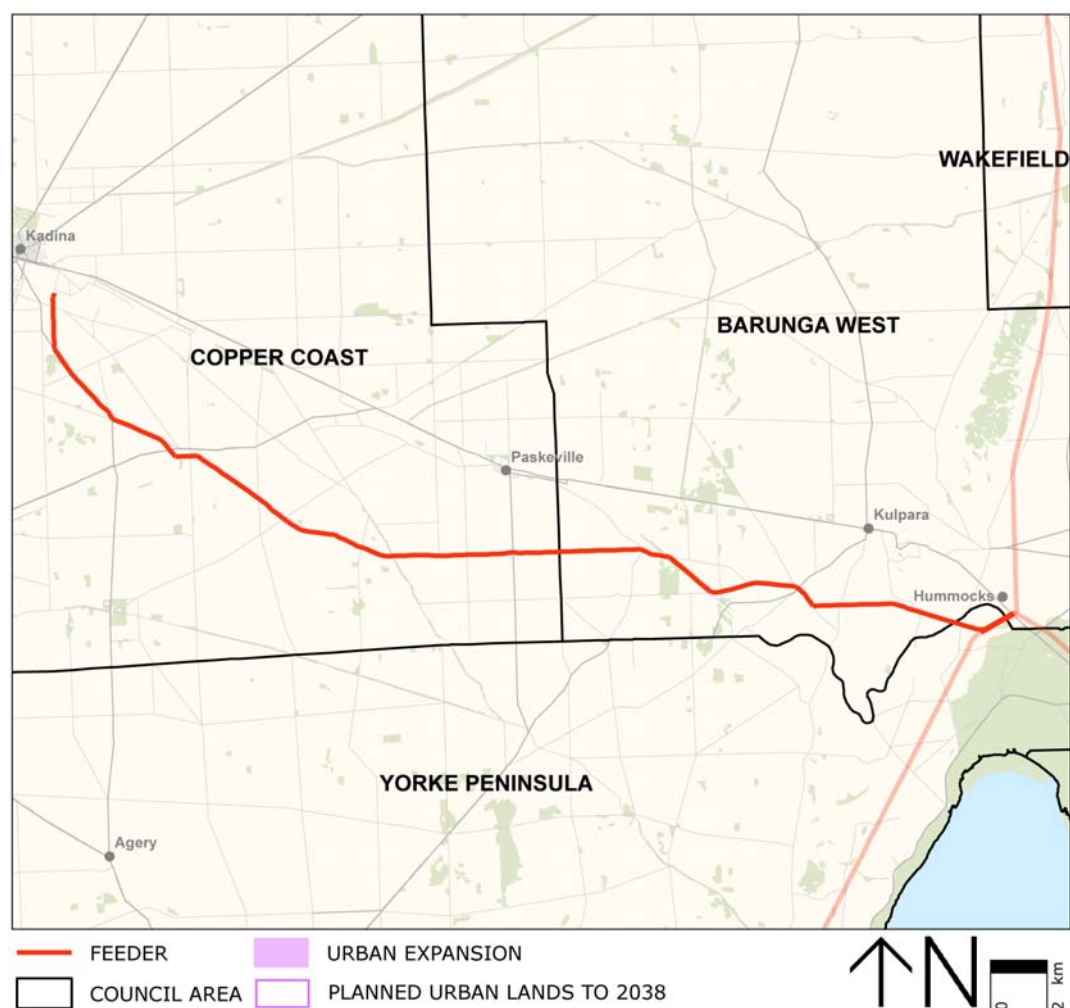 WAKEFIELD
Kadina
BARUNGA WEST
COPPER COAST
Paskeville
Kulpara
Hummocks
YORKE PENINSULA
Agery
FEEDER
URBAN EXPANSION
COUNCIL AREA
PLANNED URBAN LANDS TO 2038
N
0
2
km